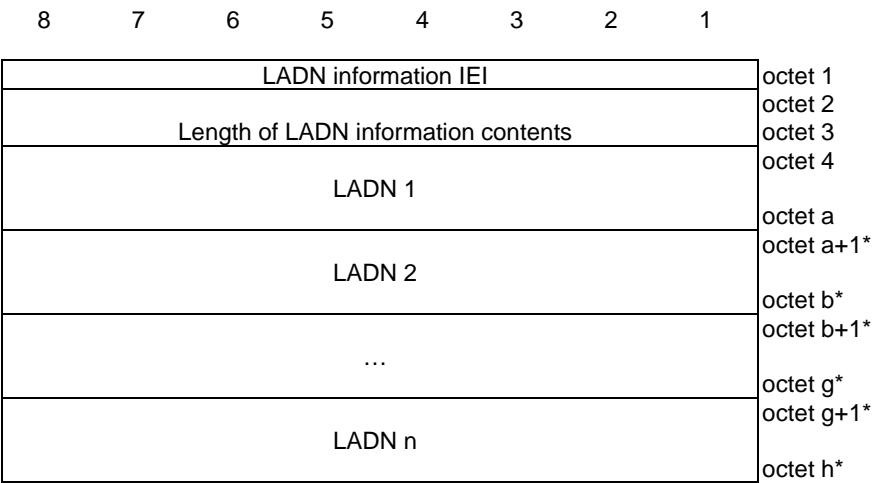 8 7 6 5 4 3 2 1
LADN information IEI octet 1
octet 2
Length of LADN information contents octet 3
octet 4
LADN 1
octet a
octet a+1*
LADN 2
octet b*
octet b+1*
…
octet g*
octet g+1*
LADN n
octet h*